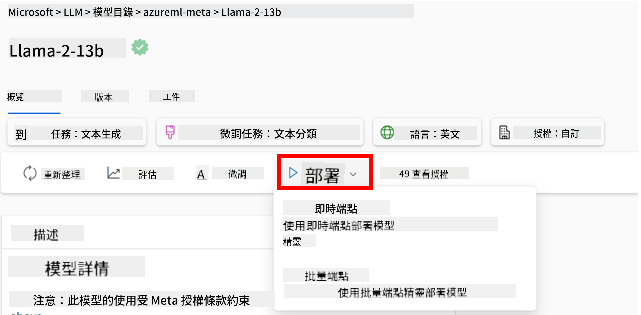 Microsoft > LLM > 模型目錄 > azureml-meta > Llama-2-13b
Llama-2-13b
概覽 版本 工件
到 任務：文本生成 微調任務：文本分類 語言：英文 授權：自訂
重新整理 評估 A 微調 部署 49 查看授權
即時端點
使用即時端點部署模型
精靈
批量端點
使用批量端點精靈部署模型
描述
模型詳情
注意：此模型的使用受 Meta 授權條款約束
above